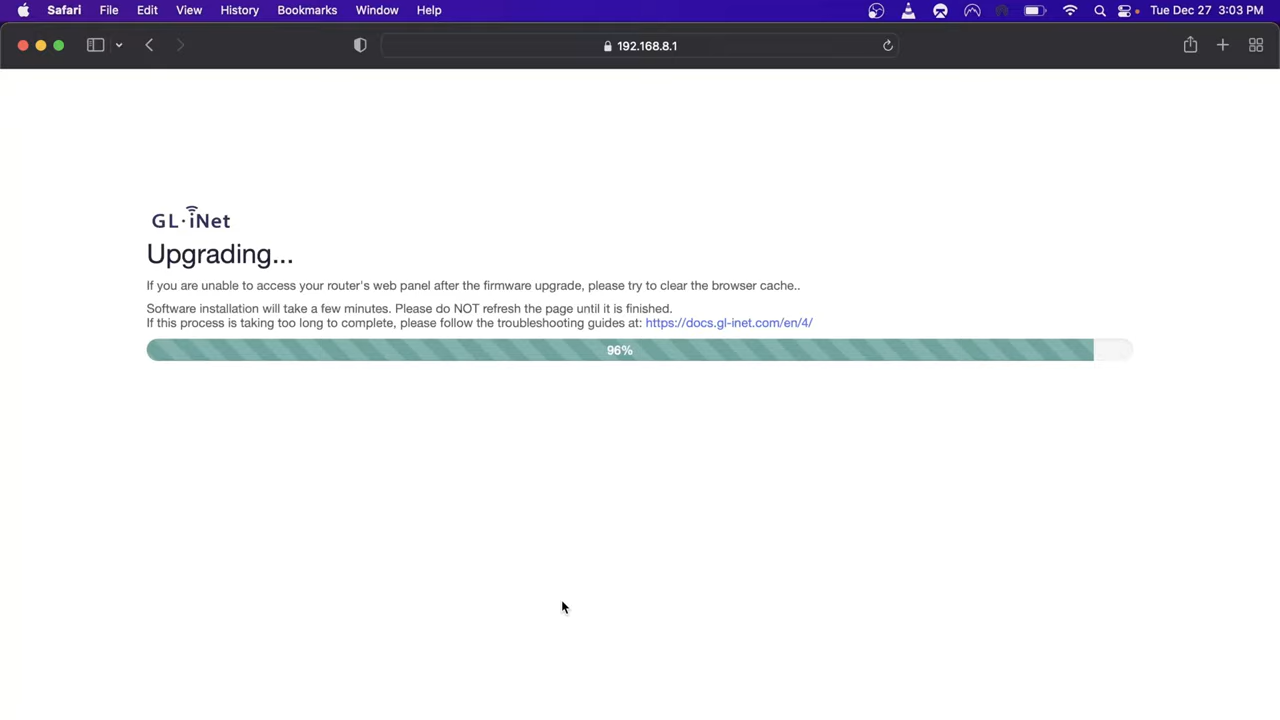 Safari File Edit View History Bookmarks Window Help Tue Dec 27 3:03 PM
192.168.8.1
GL·iNet
Upgrading...
If you are unable to access your router's web panel after the firmware upgrade, please try to clear the browser cache..
Software installation will take a few minutes. Please do NOT refresh the page until it is finished.
If this process is taking too long to complete, please follow the troubleshooting guides at: https://docs.gl-inet.com/en/4/
96%